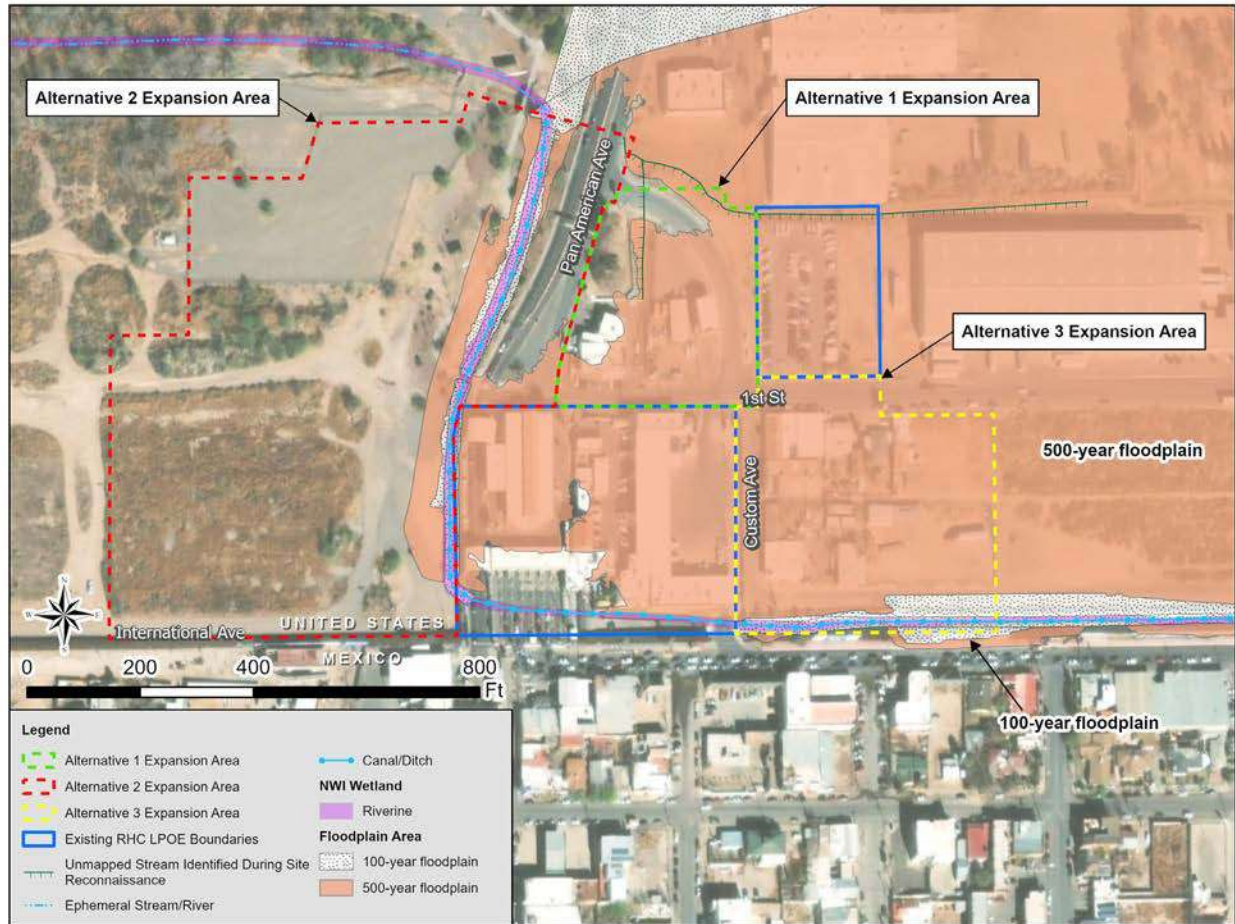 Alternative 2 Expansion Area
Alternative 1 Expansion Area
Pan American Ave
Alternative 3 Expansion Area
1st St
500-year floodplain
Custom Ave
N
W
E
S
International Ave
UNITED STATES
MEXICO
0
200
400
800
Ft
100-year floodplain
Legend
Alternative 1 Expansion Area
Alternative 2 Expansion Area
Alternative 3 Expansion Area
Existing RHC LPOE Boundaries
Unmapped Stream Identified During Site
Reconnaissance
Ephemeral Stream/River
Canal/Ditch
NWI Wetland
Riverine
Floodplain Area
100-year floodplain
500-year floodplain